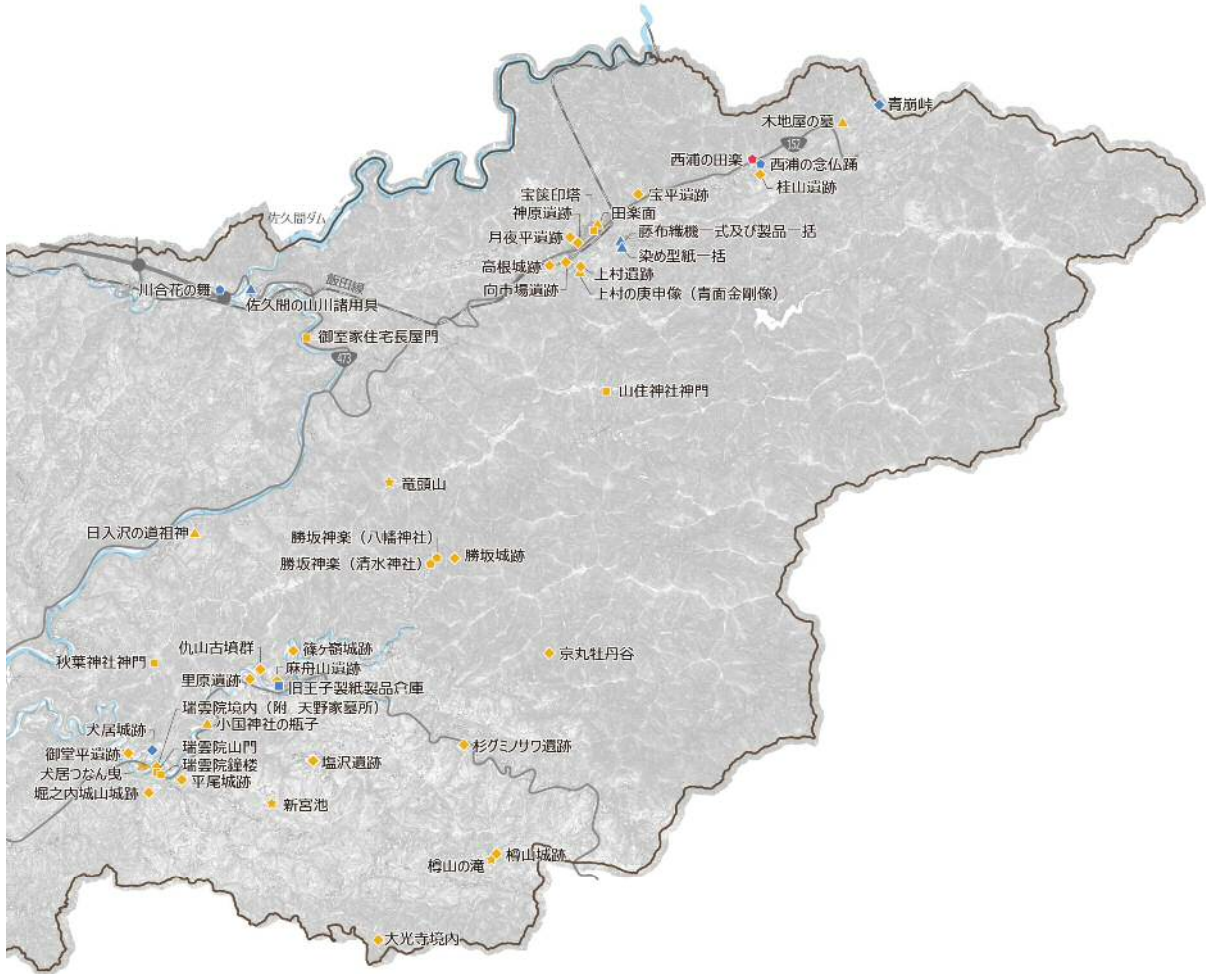 青崩峠
木地屋の墓
152
西浦の田楽
西浦の念仏踊
桂山遺跡
宝篋印塔
宝平遺跡
神原遺跡
田楽面
月夜平遺跡
藤布織機一式及び製品一括
染め型紙一括
高根城跡
上村遺跡
向市場遺跡
上村の庚申像（青面金剛像）
佐久間ダム
飯田線
川合花の舞
佐久間の山川諸用具
御室家住宅長屋門
473
山住神社神門
竜頭山
日入沢の道祖神
勝坂神楽（八幡神社）
勝坂神楽（清水神社）
勝坂城跡
仇山古墳群
篠ケ嶺城跡
京丸牡丹谷
秋葉神社神門
麻舟山遺跡
里原遺跡
旧王子製紙製品倉庫
瑞雲院境内（附　天野家墓所）
小国神社の瓶子
犬居城跡
瑞雲院山門
杉グミノサワ遺跡
御堂平遺跡
瑞雲院鐘楼
塩沢遺跡
犬居つなん曳
平尾城跡
堀之内城山城跡
新宮池
樽山城跡
樽山の滝
大光寺境内